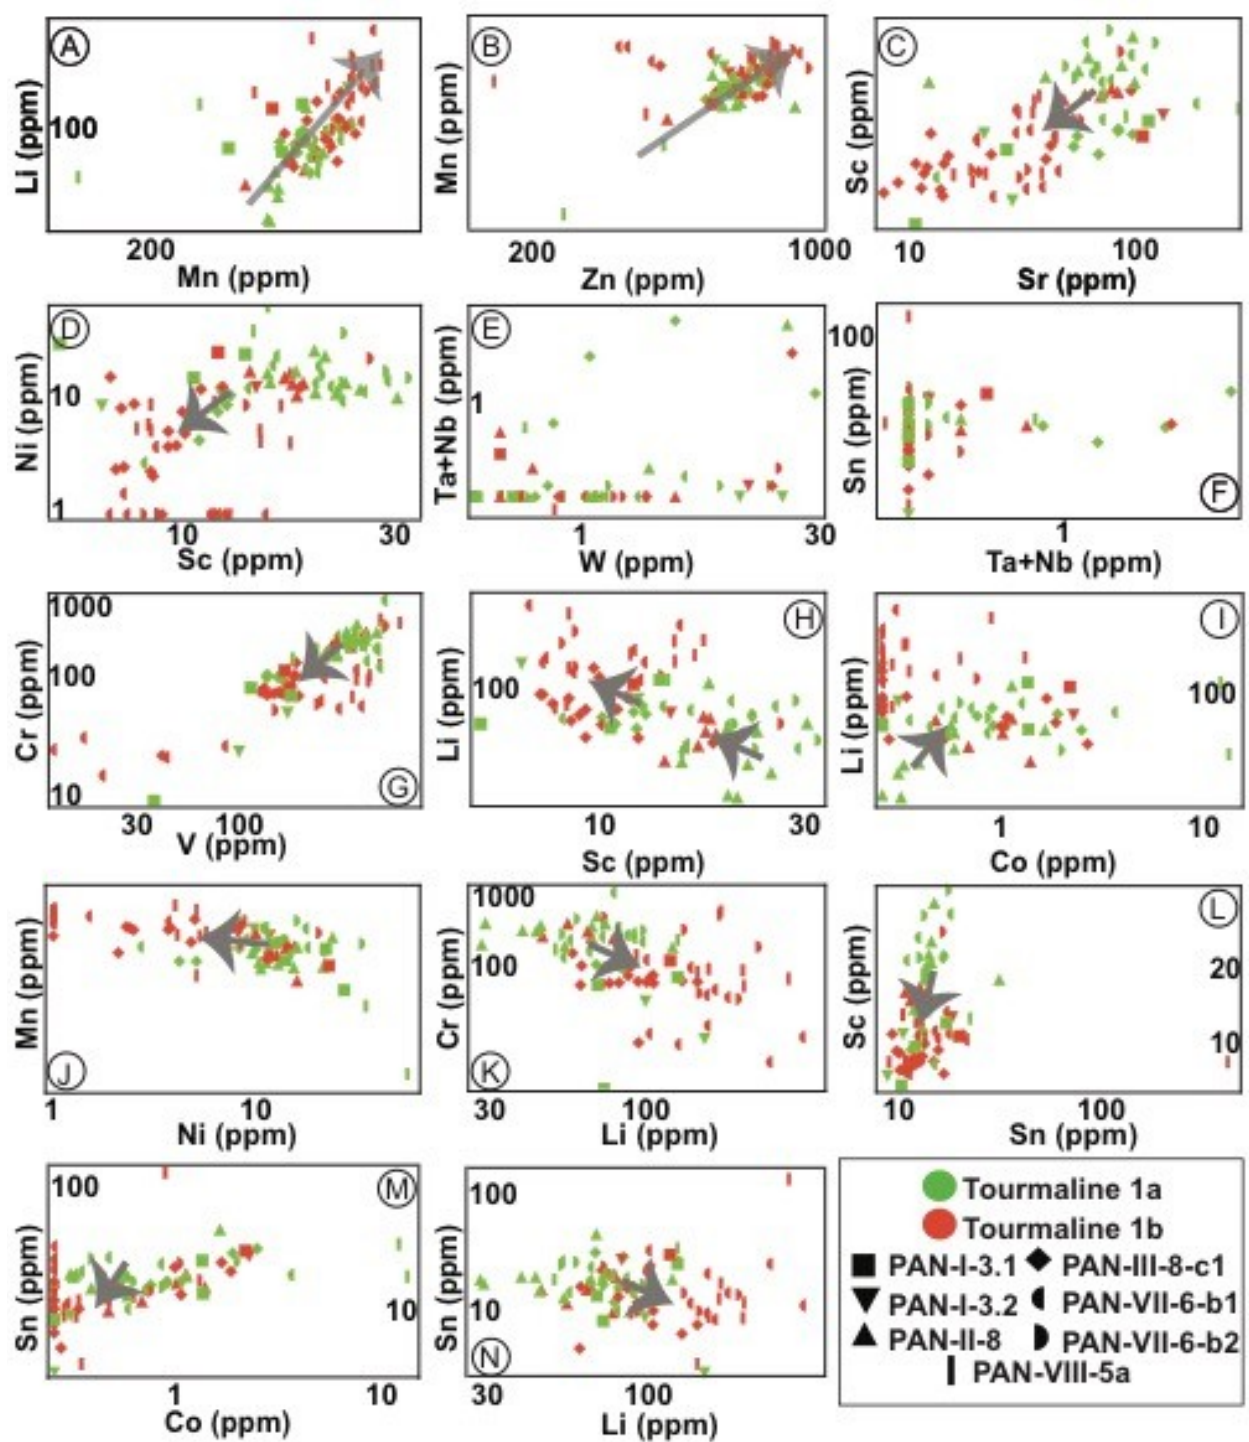 A
Li (ppm)
100
200
Mn (ppm)
B
Mn (ppm)
200
1000
Zn (ppm)
C
Sc (ppm)
10
100
Sr (ppm)
D
Ni (ppm)
10
1
10
30
Sc (ppm)
E
Ta+Nb (ppm)
1
1
30
W (ppm)
100
Sn (ppm)
F
1
Ta+Nb (ppm)
1000
100
10
Cr (ppm)
G
30
100
V (ppm)
H
Li (ppm)
100
10
30
Sc (ppm)
I
Li (ppm)
100
1
10
Co (ppm)
Mn (ppm)
J
1
10
Ni (ppm)
1000
100
Cr (ppm)
K
30
100
Li (ppm)
L
Sc (ppm)
20
10
10
100
Sn (ppm)
100
M
Sn (ppm)
10
1
10
Co (ppm)
100
10
Sn (ppm)
N
30
100
Li (ppm)
Tourmaline 1a
Tourmaline 1b
PAN-I-3.1 PAN-III-8-c1
PAN-I-3.2 PAN-VII-6-b1
PAN-II-8 PAN-VII-6-b2
PAN-VIII-5a